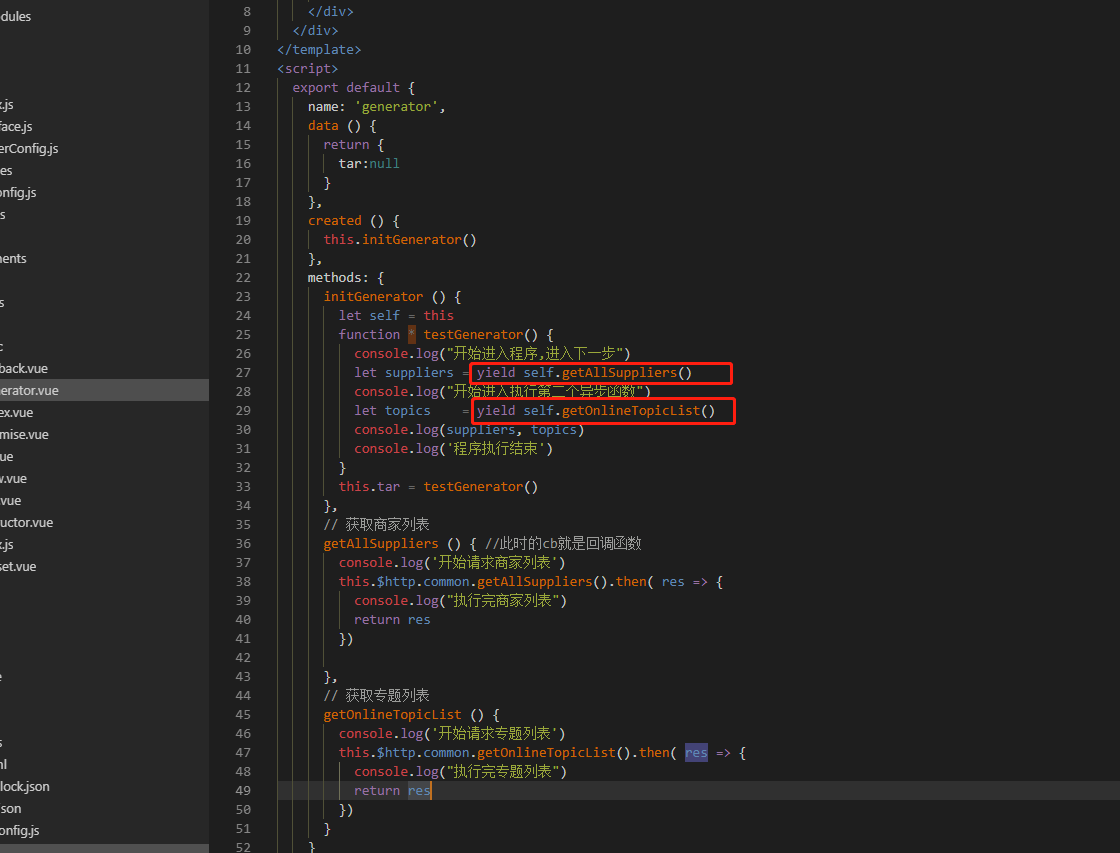 dules
.js
face.js
erConfig.js
es
onfig.js
s
nents
s
c
back.vue
erator.vue
ex.vue
mise.vue
ue
w.vue
.vue
uctor.vue
x.js
set.vue
e
s
ml
lock.json
son
onfig.js
8 </div>
9 </div>
10 </template>
11 <script>
12 export default {
13 name: 'generator',
14 data () {
15 return {
16 tar:null
17 }
18 },
19 created () {
20 this.initGenerator()
21 },
22 methods: {
23 initGenerator () {
24 let self = this
25 function * testGenerator() {
26 console.log("开始进入程序,进入下一步")
27 let suppliers = yield self.getAllSuppliers()
28 console.log("开始进入执行第二个异步函数")
29 let topics = yield self.getOnlineTopicList()
30 console.log(suppliers, topics)
31 console.log('程序执行结束')
32 }
33 this.tar = testGenerator()
34 },
35 // 获取商家列表
36 getAllSuppliers () { //此时的cb就是回调函数
37 console.log('开始请求商家列表')
38 this.$http.common.getAllSuppliers().then( res => {
39 console.log("执行完商家列表")
40 return res
41 })
42
43 },
44 // 获取专题列表
45 getOnlineTopicList () {
46 console.log('开始请求专题列表')
47 this.$http.common.getOnlineTopicList().then( res => {
48 console.log("执行完专题列表")
49 return res
50 })
51 }
52 }